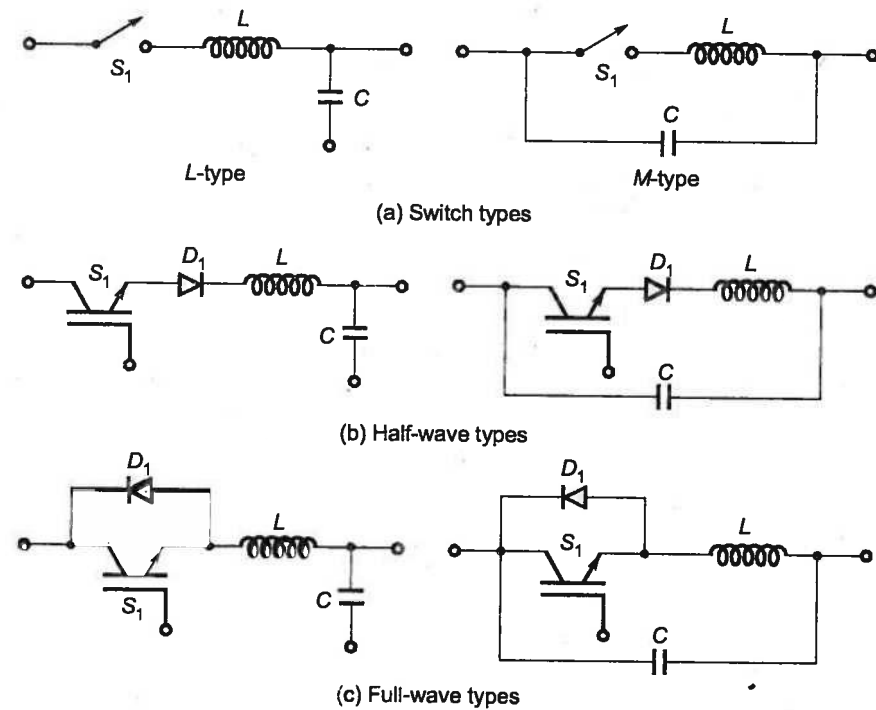 L L
S1 S1
C C
L-type M-type
(a) Switch types
S1 D1 L S1 D1 L
C C
(b) Half-wave types
D1 D1
L S1 L
S1 C C
(c) Full-wave types